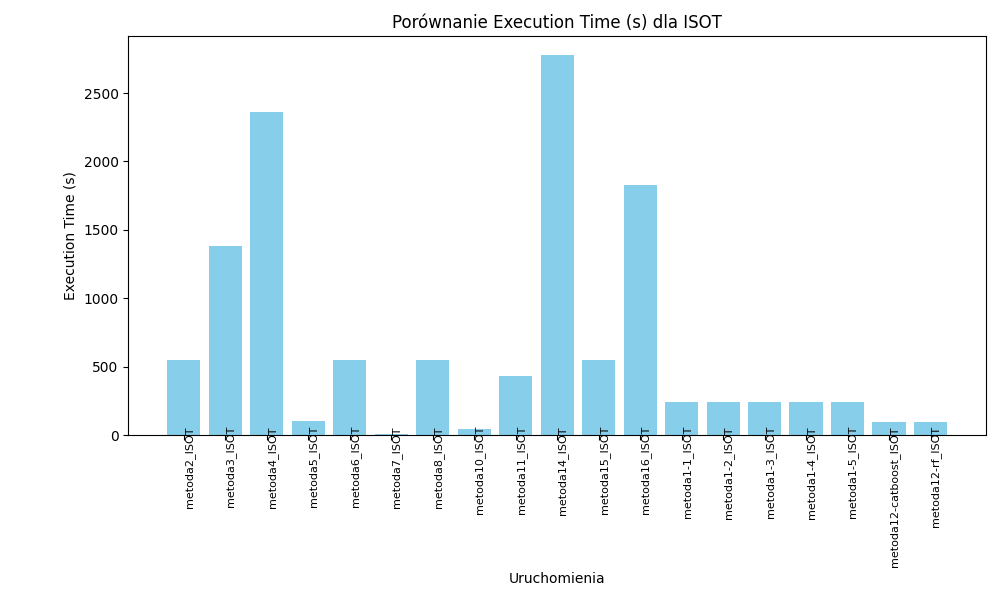 Porównanie Execution Time (s) dla ISOT
Execution Time (s)
2500
2000
1500
1000
500
0
metoda2_ISOT
metoda3_ISOT
metoda4_ISOT
metoda5_ISOT
metoda6_ISOT
metoda7_ISOT
metoda8_ISOT
metoda10_ISOT
metoda11_ISOT
metoda14_ISOT
metoda15_ISOT
metoda16_ISOT
metoda1-1_ISOT
metoda1-2_ISOT
metoda1-3_ISOT
metoda1-4_ISOT
metoda1-5_ISOT
metoda12-catboost_ISOT
metoda12-rf_ISOT
Uruchomienia